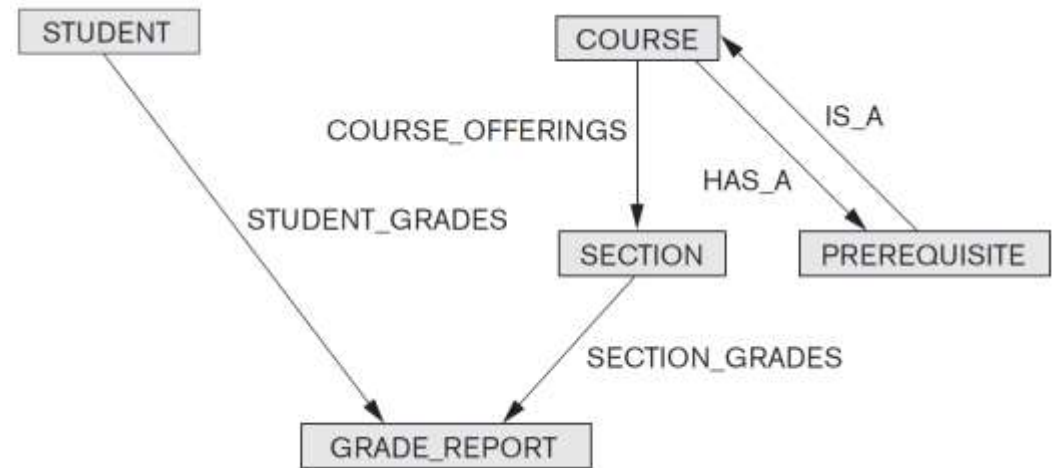 STUDENT
COURSE
COURSE_OFFERINGS
IS_A
HAS_A
STUDENT_GRADES
SECTION
PREREQUISITE
SECTION_GRADES
GRADE_REPORT